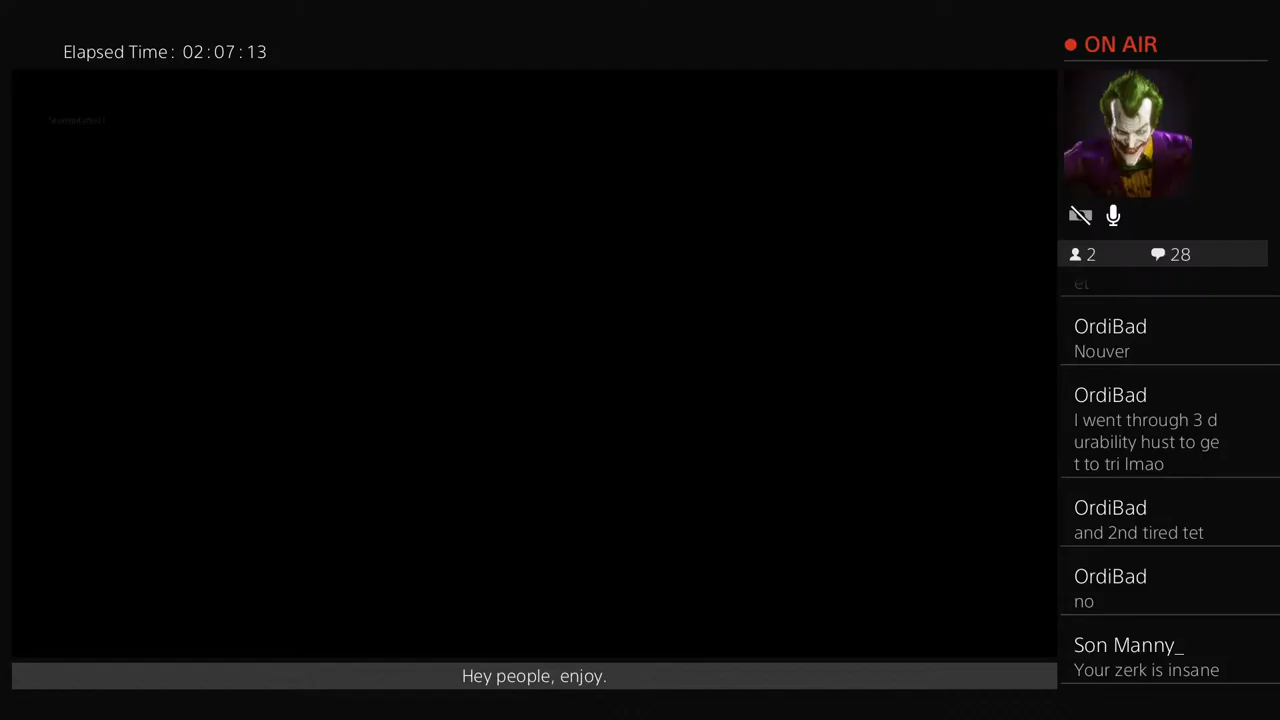 Elapsed Time: 02:07:13
ON AIR
2
28
et
OrdiBad
Nouver
OrdiBad
I went through 3 d
urability hust to ge
t to tri lmao
OrdiBad
and 2nd tired tet
OrdiBad
no
Son Manny_
Your zerk is insane
Hey people, enjoy.